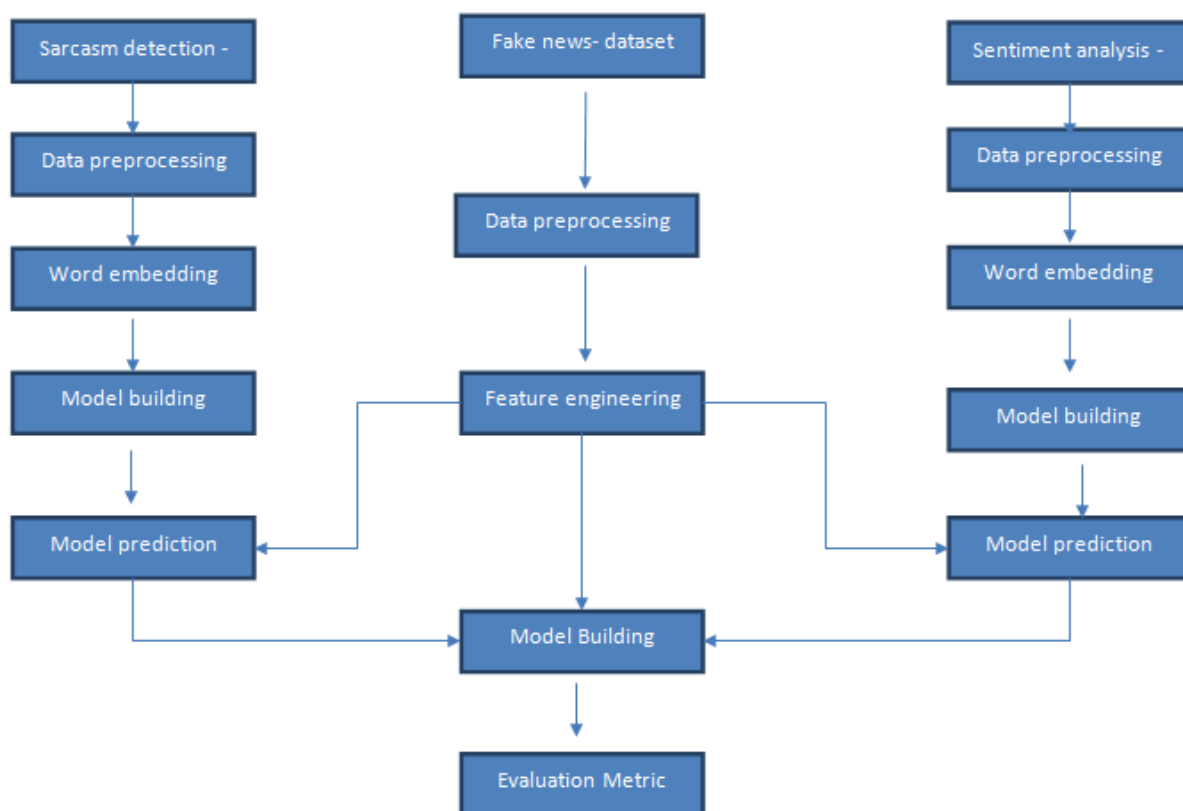 Sarcasm detection -
Fake news- dataset
Sentiment analysis -
Data preprocessing
Data preprocessing
Data preprocessing
Word embedding
Word embedding
Model building
Feature engineering
Model building
Model prediction
Model prediction
Model Building
Evaluation Metric